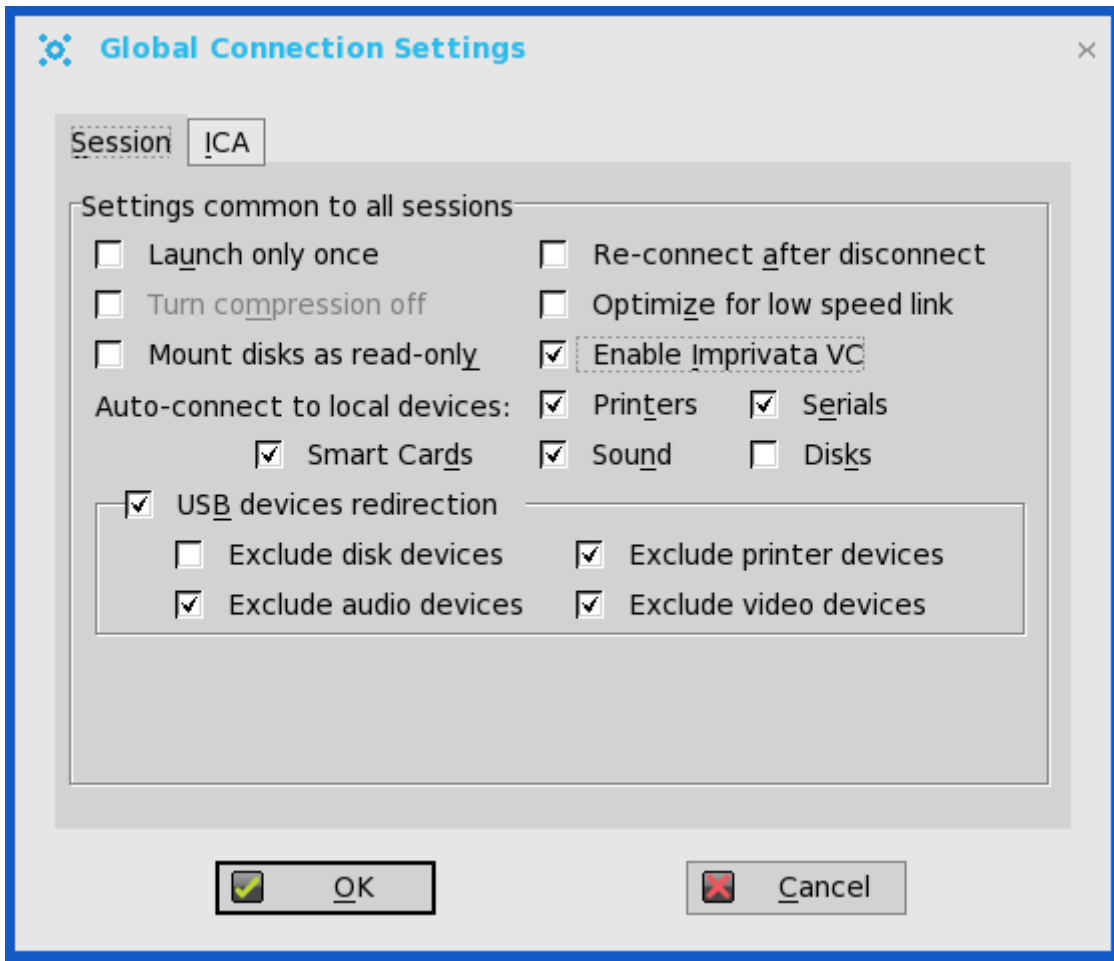 Global Connection Settings
Session ICA
Settings common to all sessions
Launch only once Re-connect after disconnect
Turn compression off Optimize for low speed link
Mount disks as read-only Enable Imprivata VC
Auto-connect to local devices: Printers Serials
Smart Cards Sound Disks
USB devices redirection
Exclude disk devices Exclude printer devices
Exclude audio devices Exclude video devices
OK Cancel